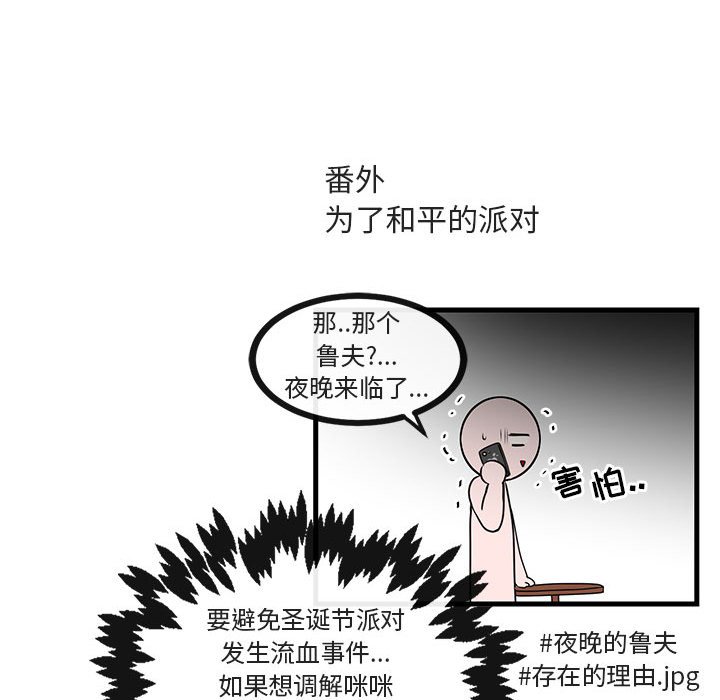 番外
为了和平的派对
那..那个
鲁夫?...
夜晚来临了...
害怕..
要避免圣诞节派对
发生流血事件...
如果想调解咪咪
#夜晚的鲁夫
#存在的理由.jpg